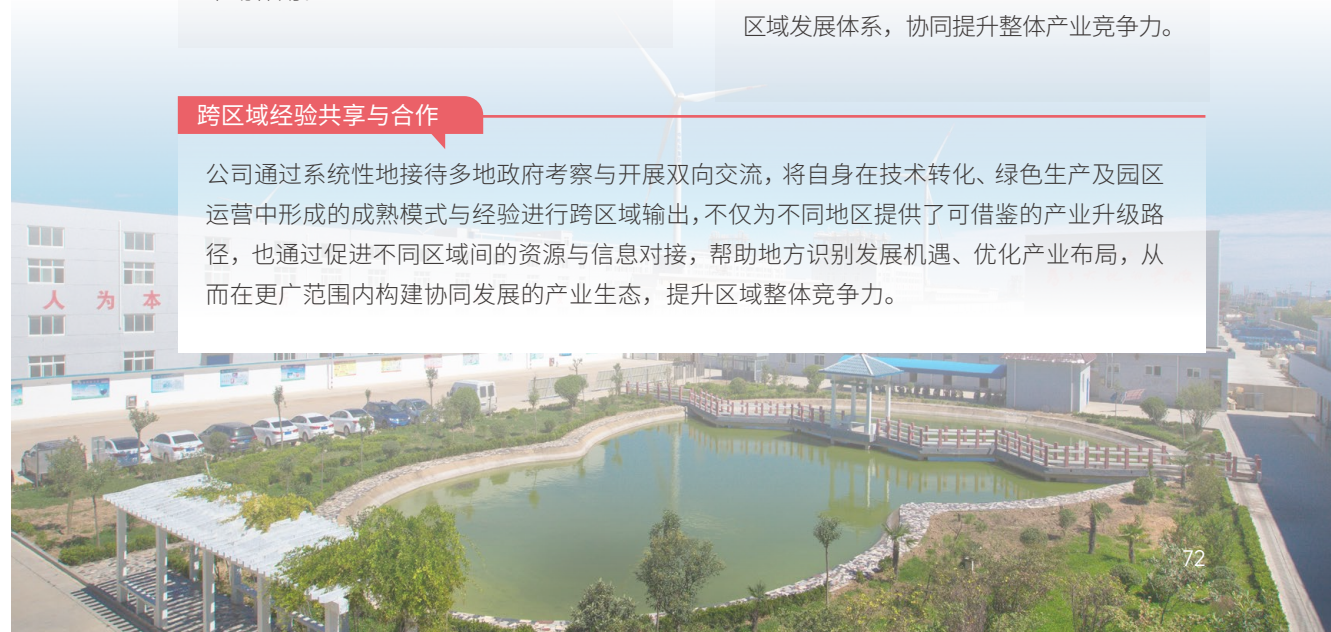 区域发展体系，协同提升整体产业竞争力。
跨区域经验共享与合作
公司通过系统性地接待多地政府考察与开展双向交流，将自身在技术转化、绿色生产及园区
运营中形成的成熟模式与经验进行跨区域输出，不仅为不同地区提供了可借鉴的产业升级路
径，也通过促进不同区域间的资源与信息对接，帮助地方识别发展机遇、优化产业布局，从
而在更广范围内构建协同发展的产业生态，提升区域整体竞争力。
人为本
72